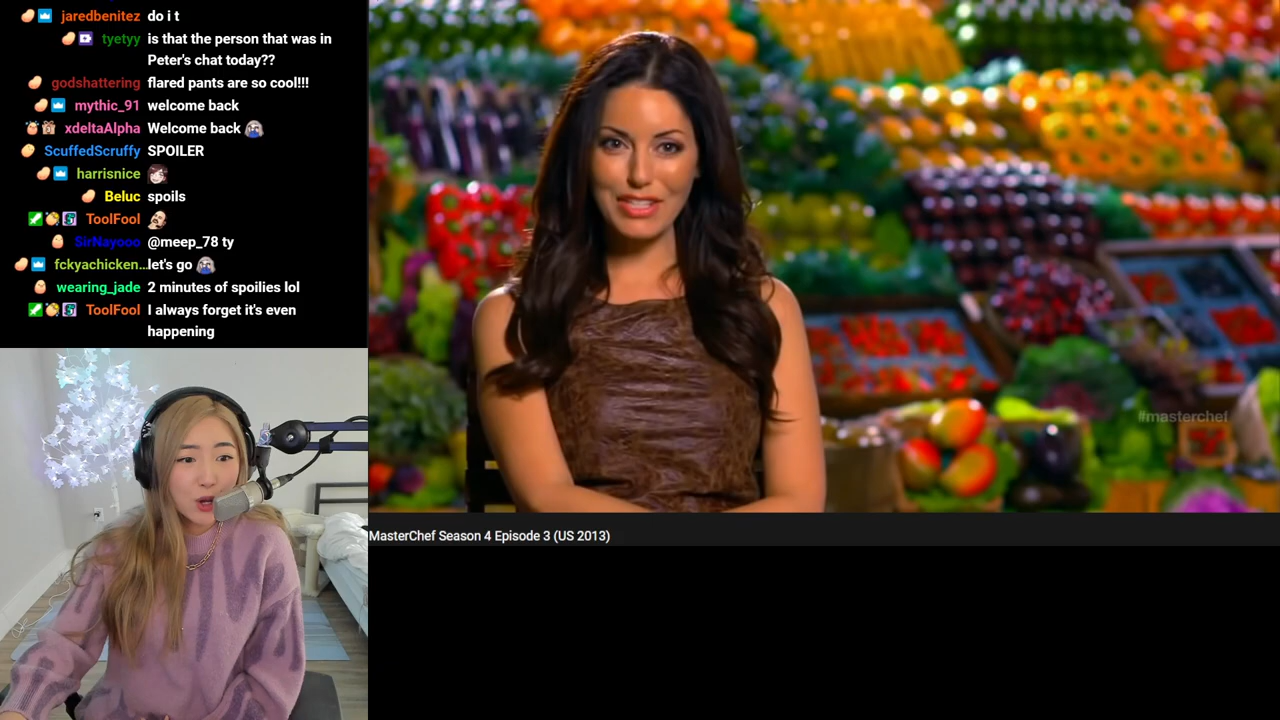 jaredbenitez do i t
tyetyy is that the person that was in
Peter's chat today??
godshattering flared pants are so cool!!!
mythic_91 welcome back
xdeltaAlpha Welcome back
ScuffedScruffy SPOILER
harrisnice
Beluc spoils
ToolFool
SirNayooo @meep_78 ty
fckyachicken… let's go
wearing_jade 2 minutes of spoilies lol
ToolFool I always forget it's even
happening
#masterchef
MasterChef Season 4 Episode 3 (US 2013)